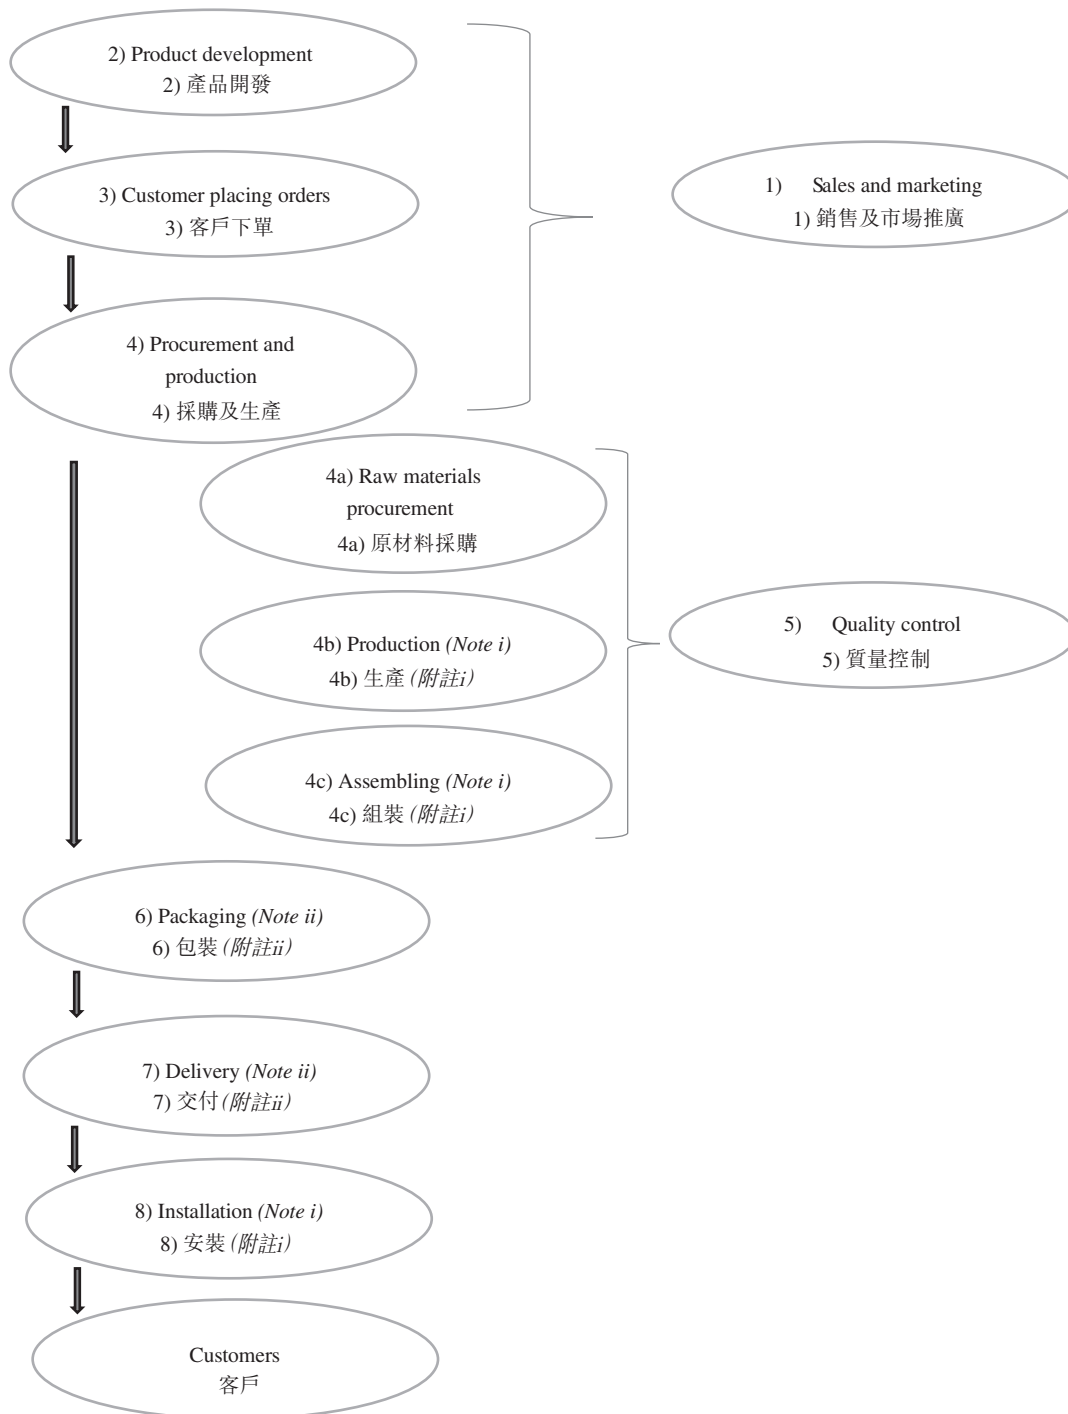 2) Product development
2) 產品開發
3) Customer placing orders
3) 客戶下單
1) Sales and marketing
1) 銷售及市場推廣
4) Procurement and
production
4) 採購及生產
4a) Raw materials
procurement
4a) 原材料採購
4b) Production (Note i)
4b) 生產(附註i)
5) Quality control
5) 質量控制
4c) Assembling (Note i)
4c) 組裝(附註i)
6) Packaging (Note ii)
6) 包裝(附註ii)
7) Delivery (Note ii)
7) 交付(附註ii)
8) Installation (Note i)
8) 安裝(附註i)
Customers
客戶